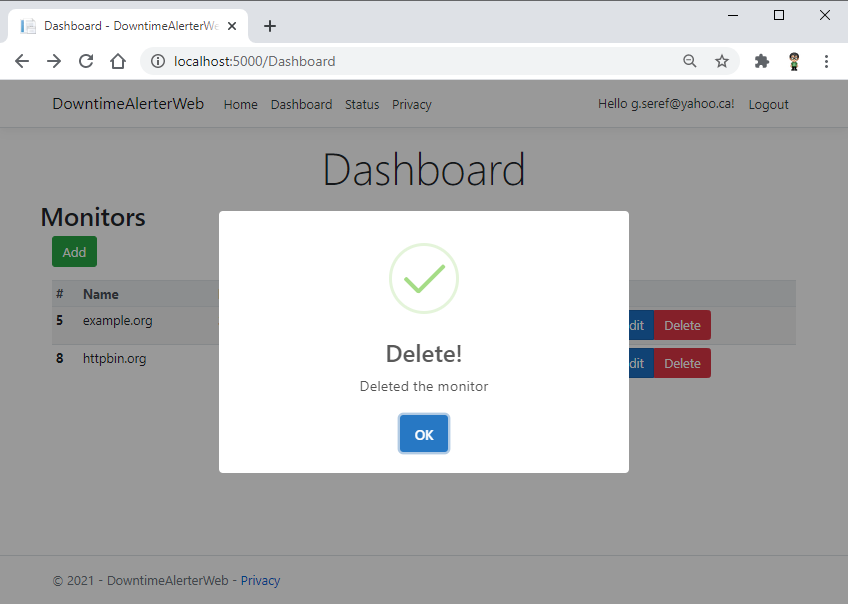 Dashboard - DowntimeAlerterWe
localhost:5000/Dashboard
DowntimeAlerterWeb Home Dashboard Status Privacy Hello g.seref@yahoo.ca! Logout
Dashboard
Monitors
Add
# Name
5 example.org dit Delete
8 httpbin.org dit Delete
Delete!
Deleted the monitor
OK
© 2021 - DowntimeAlerterWeb - Privacy